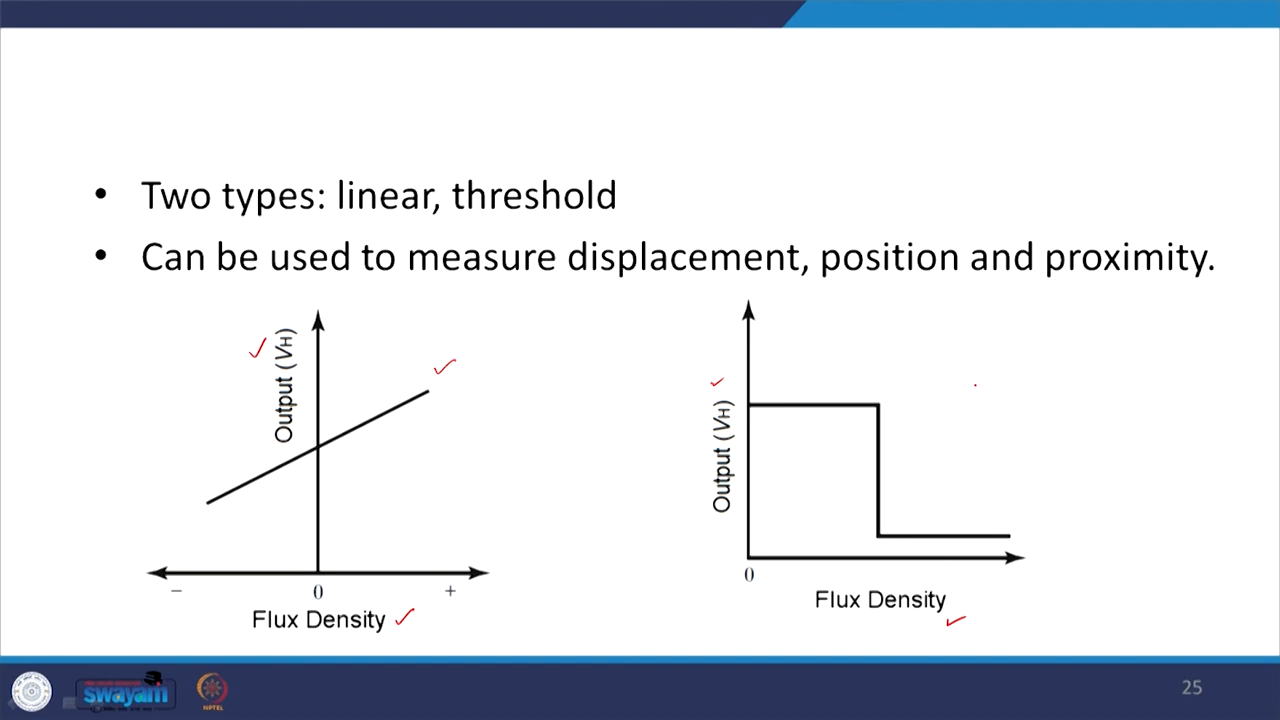 • Two types: linear, threshold
• Can be used to measure displacement, position and proximity.
Output (VH)
− 0 +
Flux Density
Output (VH)
0
Flux Density
swayam
NPTEL
25